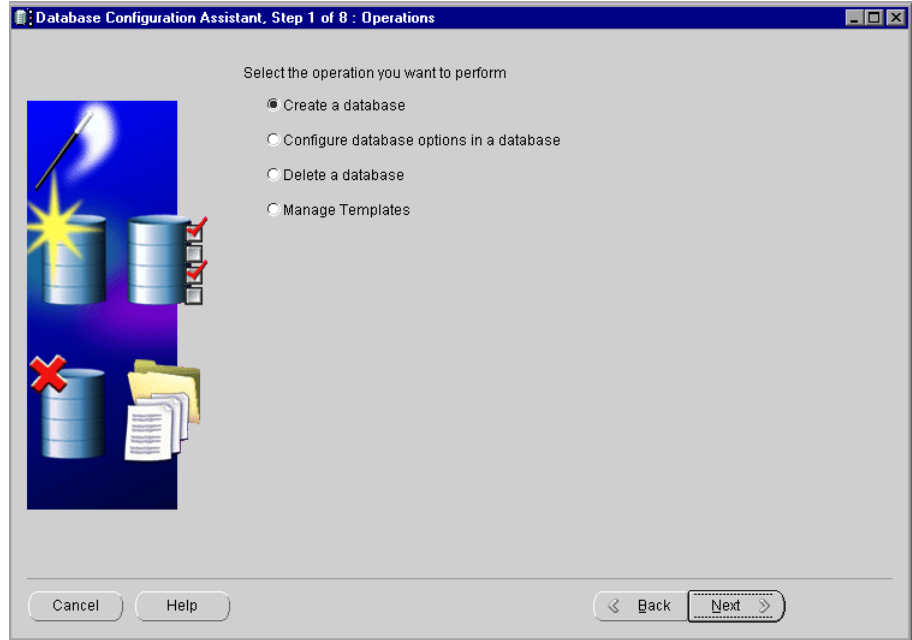 Database Configuration Assistant, Step 1 of 8 : Operations
Select the operation you want to perform
Create a database
Configure database options in a database
Delete a database
Manage Templates
Cancel
Help
Back
Next